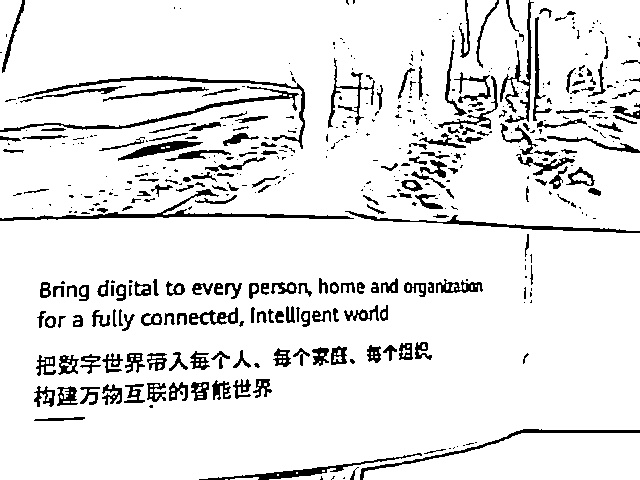 Bring digital to every person, home and organization
for a fully connected, intelligent world
把数字世界带入每个人、每个家庭、每个组织,
构建万物互联的智能世界